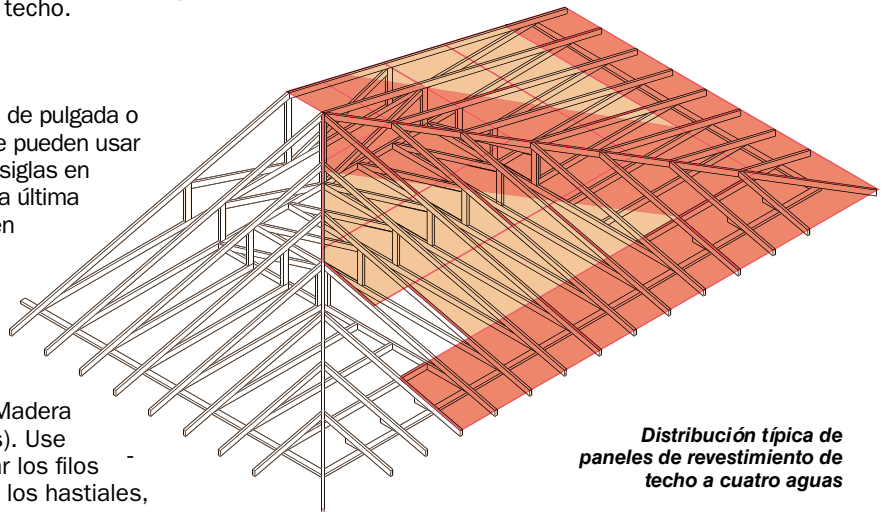 techo.
de pulgada o
e pueden usar
siglas en
a última
en
Madera
s). Use
ar los filos -
los hastiales,
Distribución típica de
paneles de revestimiento de
techo a cuatro aguas